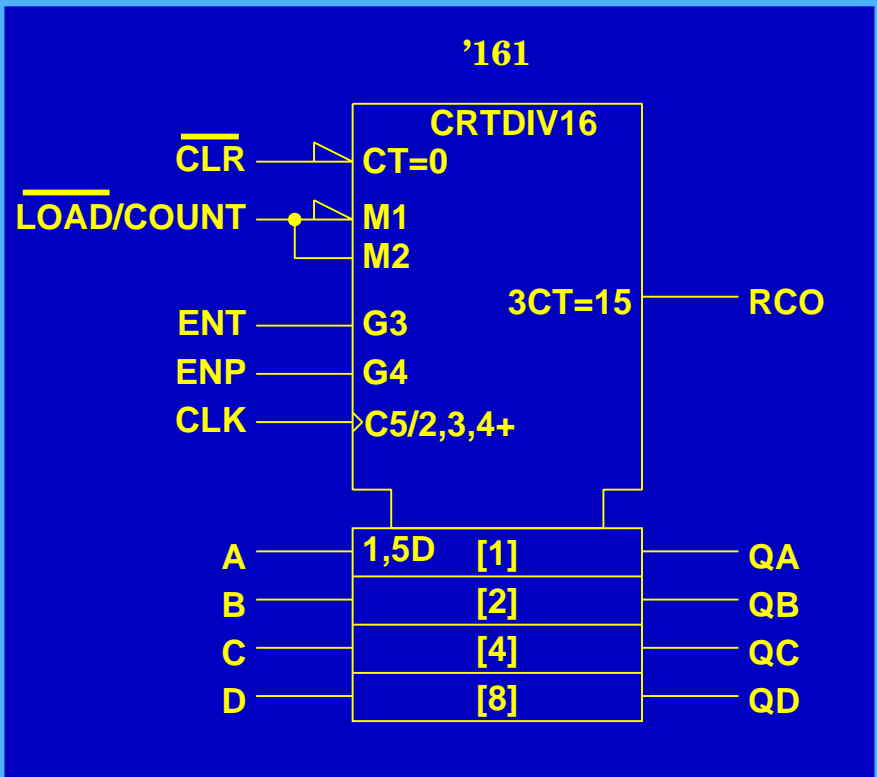 ’161
CRTDIV16
CLR CT=0
LOAD/COUNT M1
M2
3CT=15 RCO
ENT G3
ENP G4
CLK C5/2,3,4+
A 1,5D [1] QA
B [2] QB
C [4] QC
D [8] QD